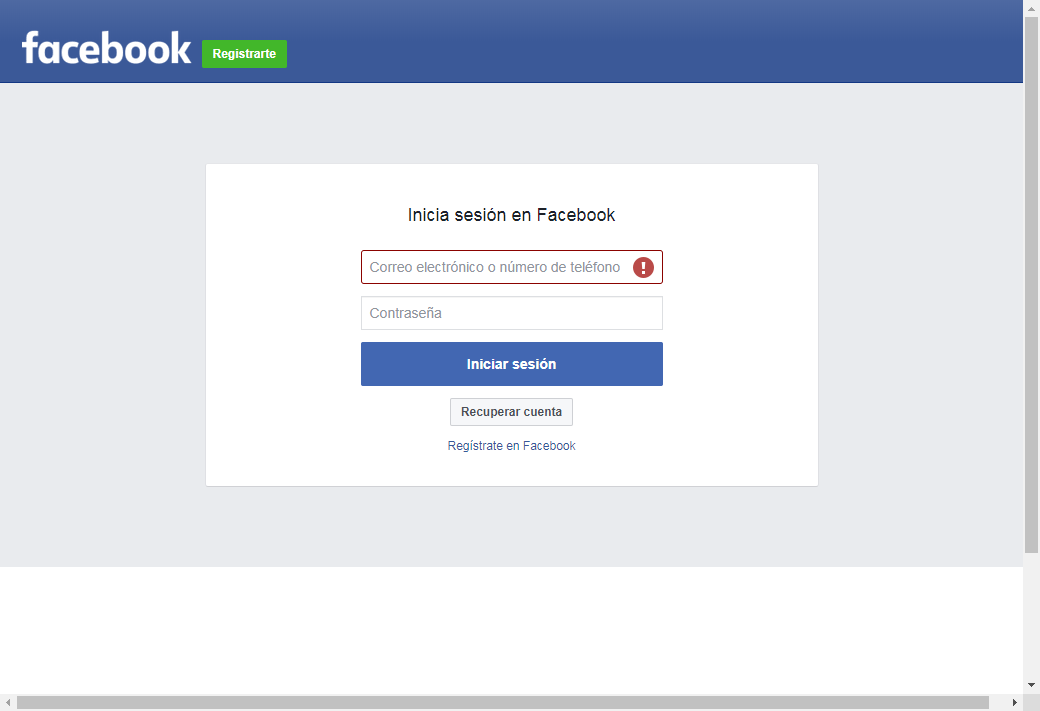 facebook
Registrarte
Inicia sesión en Facebook
Correo electrónico o número de teléfono
Contraseña
Iniciar sesión
Recuperar cuenta
Regístrate en Facebook